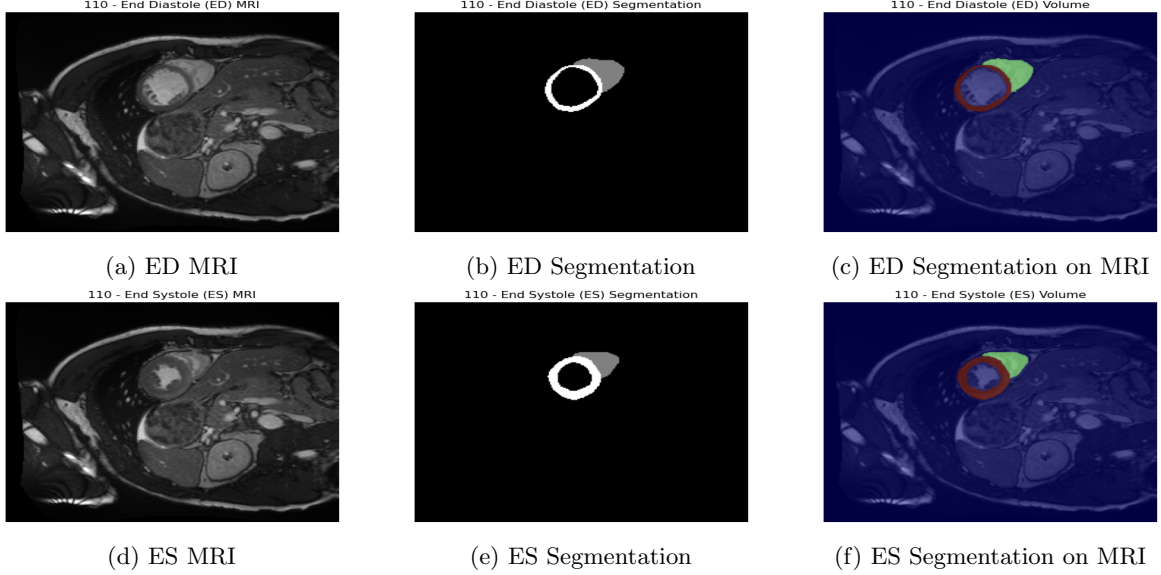 110 - End Diastole (ED) MRI
110 - End Diastole (ED) Segmentation
110 - End Diastole (ED) Volume
(a) ED MRI
(b) ED Segmentation
(c) ED Segmentation on MRI
110 - End Systole (ES) MRI
110 - End Systole (ES) Segmentation
110 - End Systole (ES) Volume
(d) ES MRI
(e) ES Segmentation
(f) ES Segmentation on MRI